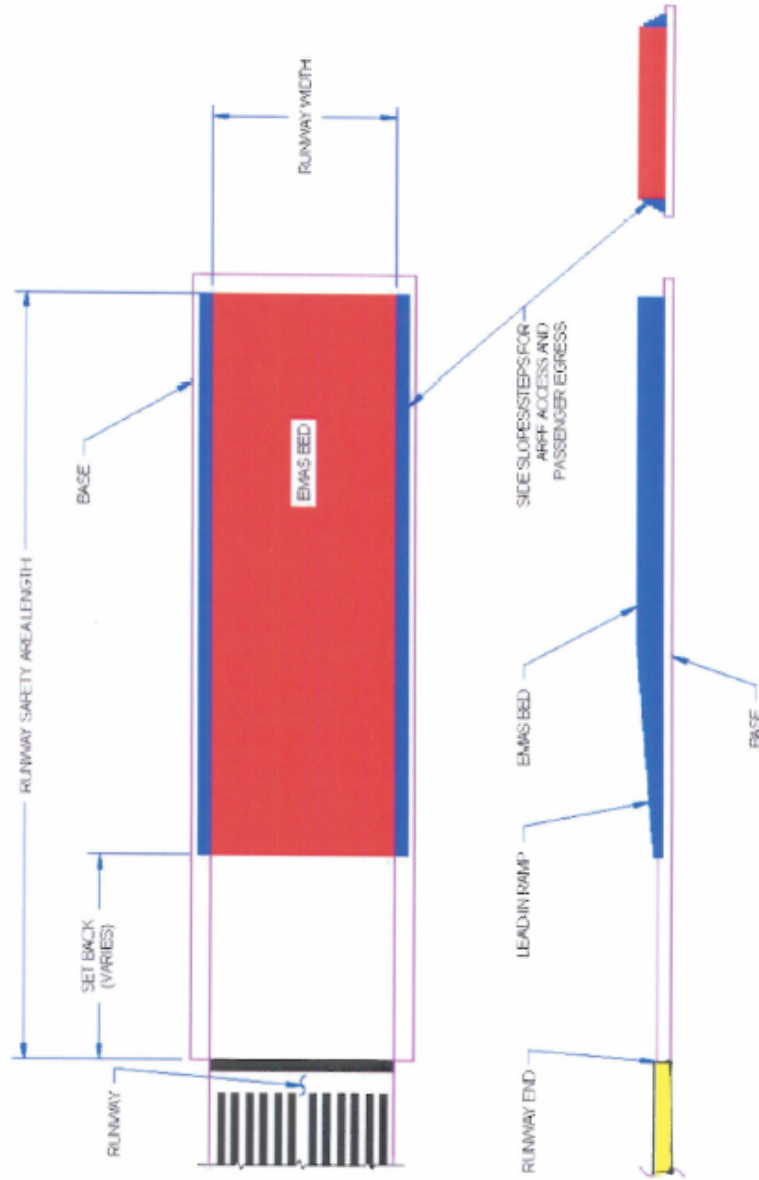 RUNWAY SAFETY AREA LENGTH
SET BACK
(VARIES)
BASE
RUNWAY
RUNWAY WIDTH
EMAS BED
SIDE SLOPES/STEPS FOR
ARFF ACCESS AND
PASSENGER EGRESS
RUNWAY END
LEAD-IN RAMP
EMAS BED
BASE